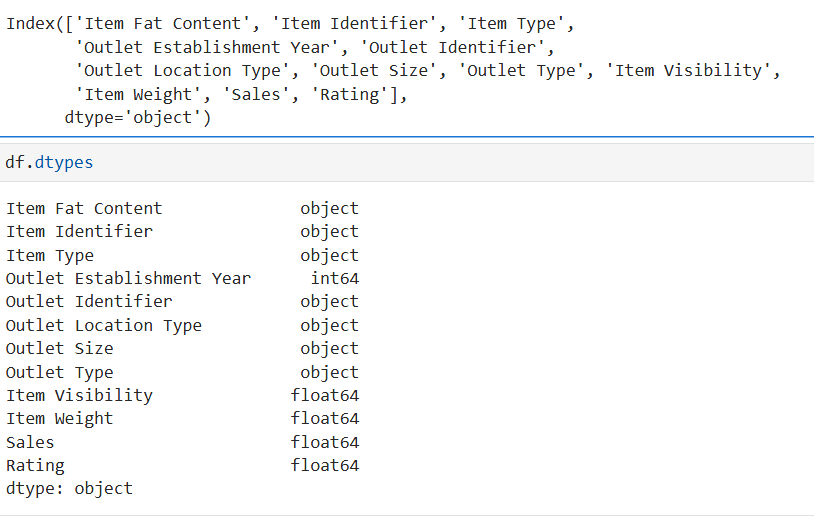 Index(['Item Fat Content', 'Item Identifier', 'Item Type',
'Outlet Establishment Year', 'Outlet Identifier',
'Outlet Location Type', 'Outlet Size', 'Outlet Type', 'Item Visibility',
'Item Weight', 'Sales', 'Rating'],
dtype='object')
df.dtypes
Item Fat Content object
Item Identifier object
Item Type object
Outlet Establishment Year int64
Outlet Identifier object
Outlet Location Type object
Outlet Size object
Outlet Type object
Item Visibility float64
Item Weight float64
Sales float64
Rating float64
dtype: object